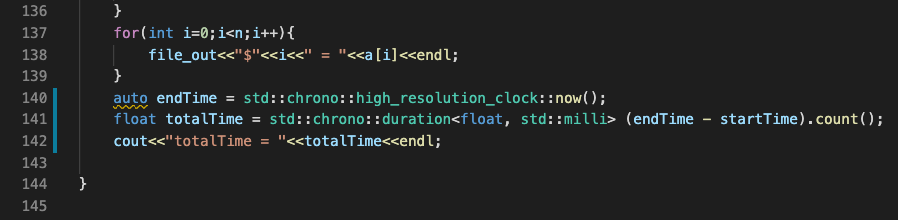 136 }
137 for(int i=0;i<n;i++){
138 file_out<<"$"<<i<<" = "<<a[i]<<endl;
139 }
140 auto endTime = std::chrono::high_resolution_clock::now();
141 float totalTime = std::chrono::duration<float, std::milli> (endTime - startTime).count();
142 cout<<"totalTime = "<<totalTime<<endl;
143
144 }
145